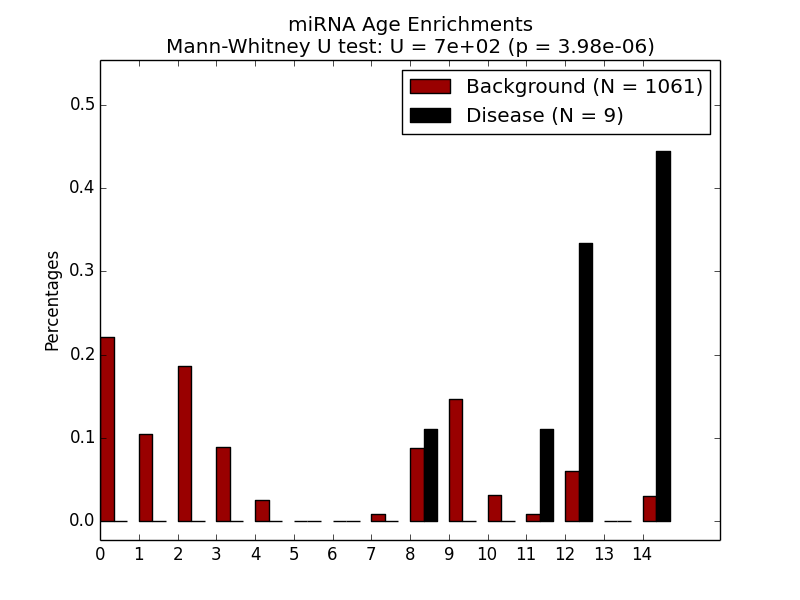 miRNA Age Enrichments
Mann-Whitney U test: U = 7e+02 (p = 3.98e-06)
Background (N = 1061)
Disease (N = 9)
Percentages
0.5
0.4
0.3
0.2
0.1
0.0
0 1 2 3 4 5 6 7 8 9 10 11 12 13 14